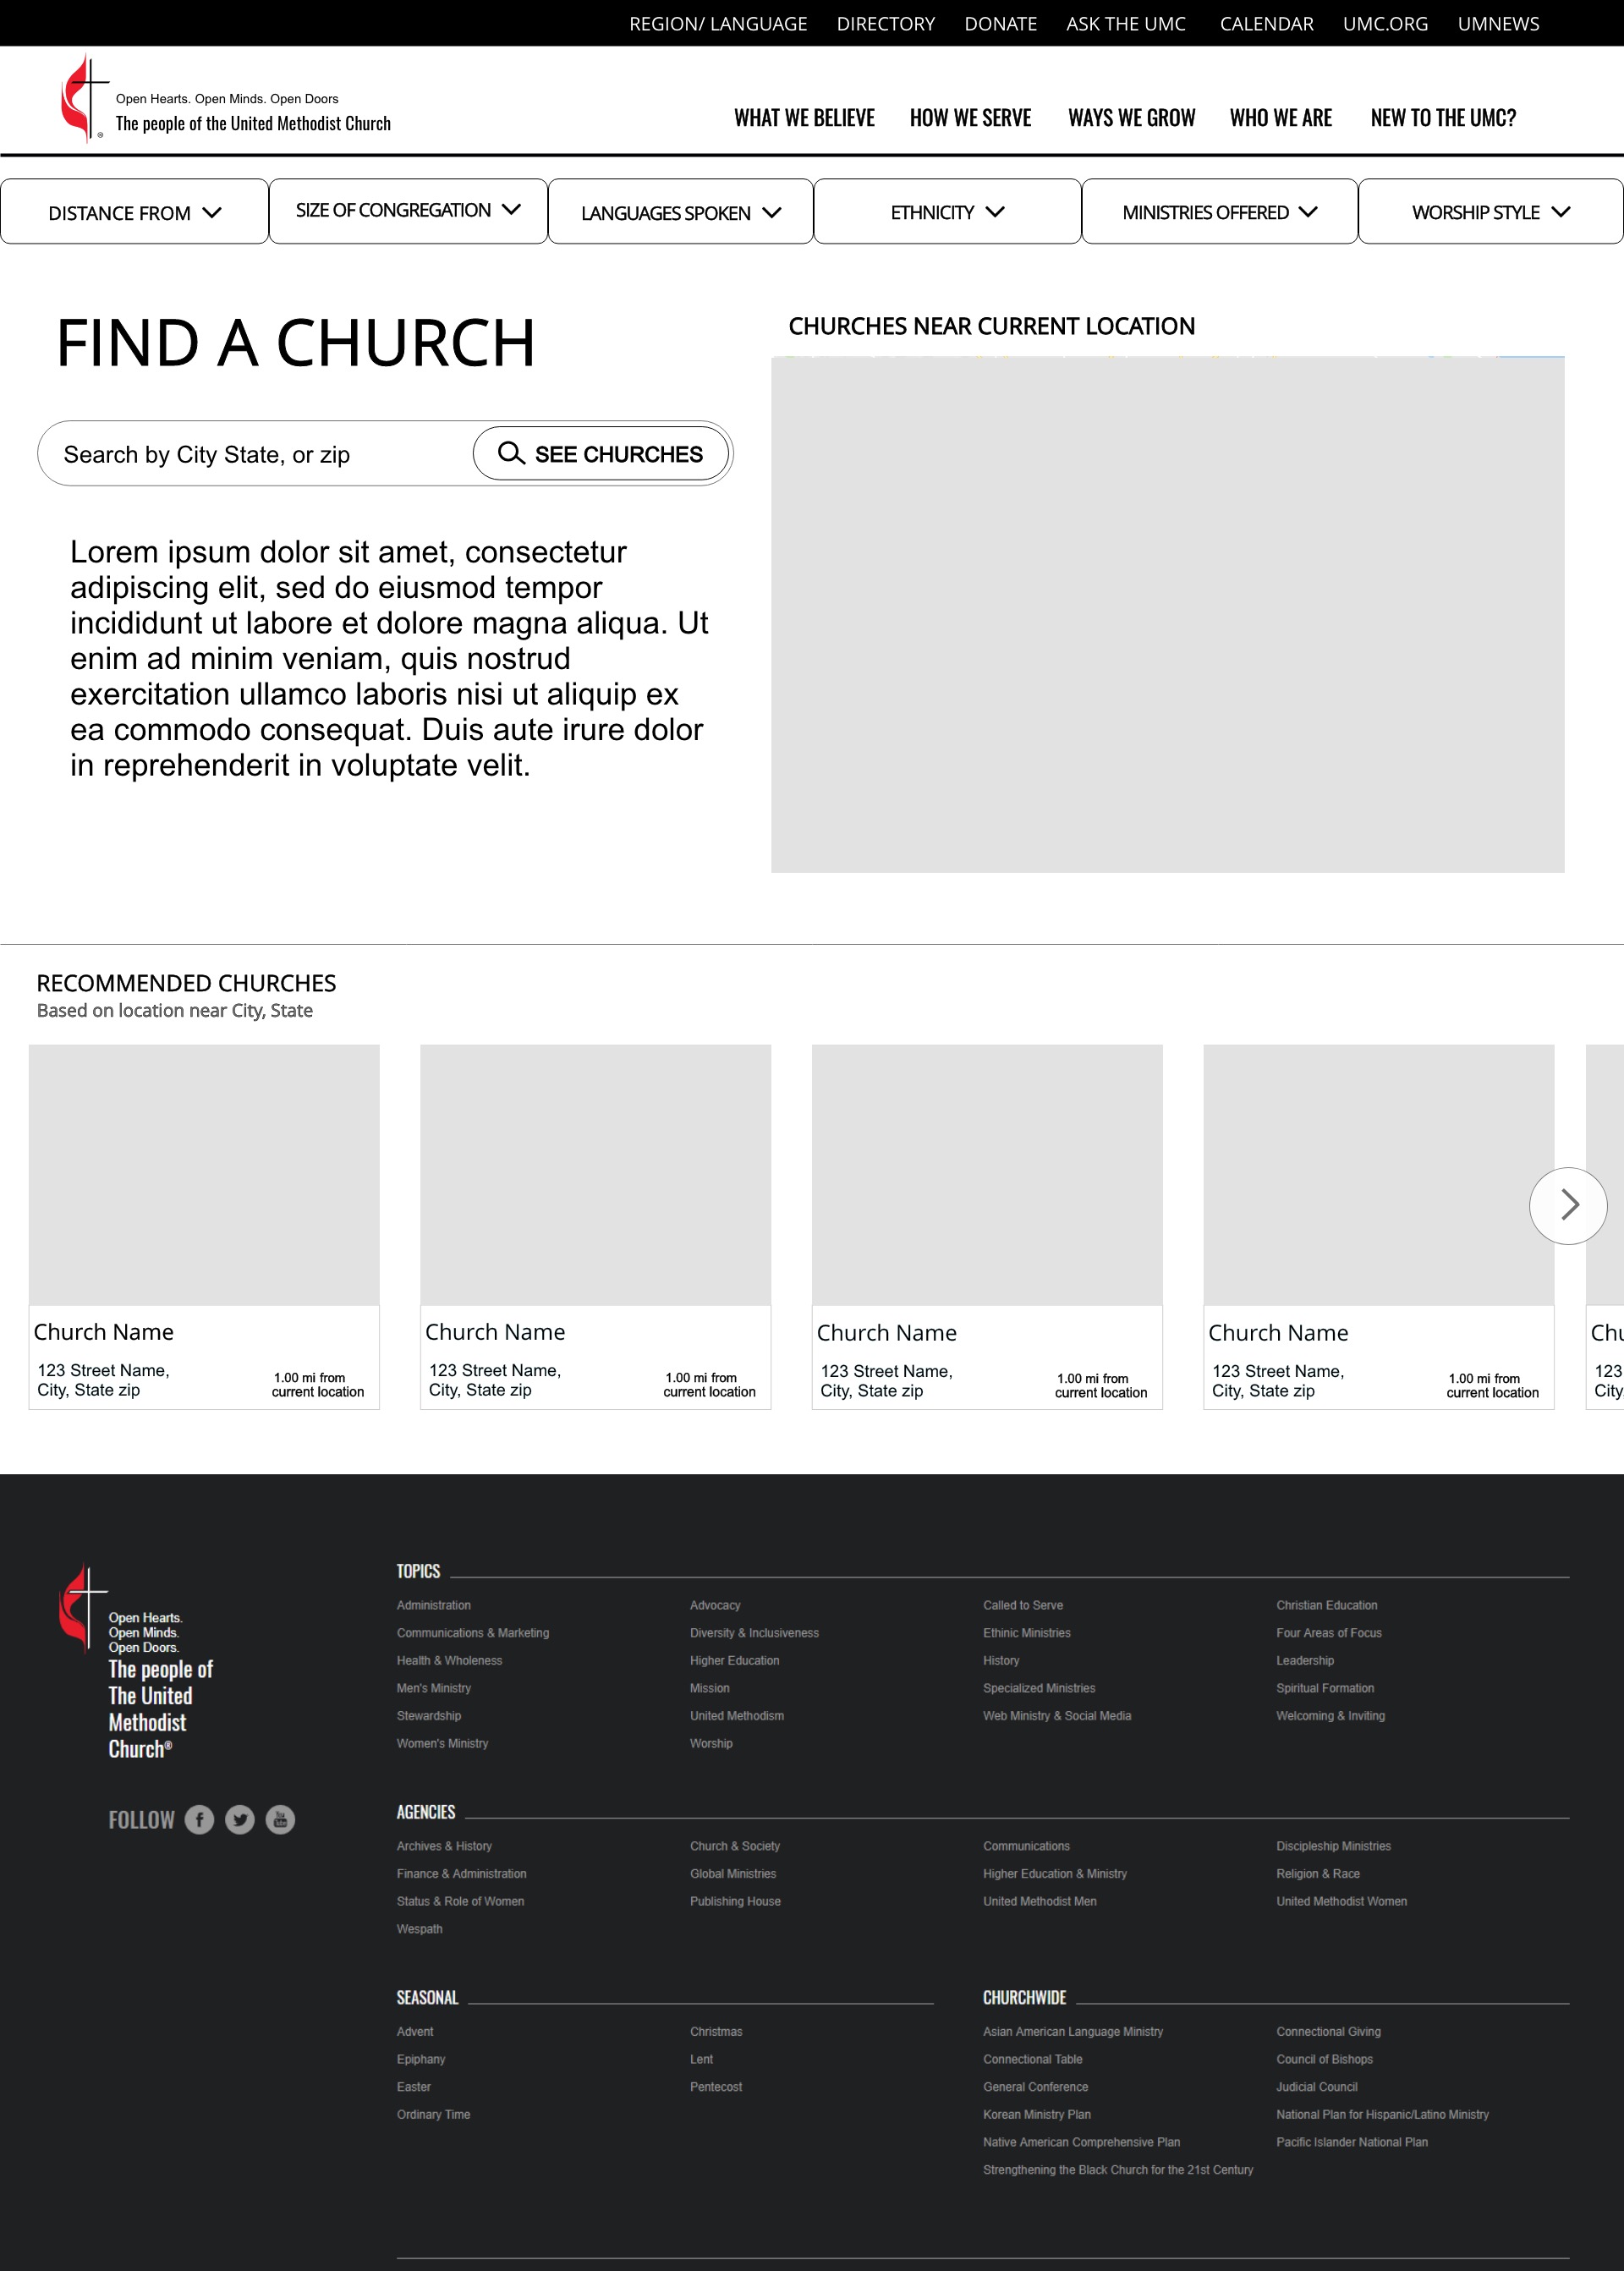 REGION/ LANGUAGE DIRECTORY DONATE ASK THE UMC CALENDAR UMC.ORG UMNEWS
Open Hearts. Open Minds. Open Doors
The people of the United Methodist Church
®
WHAT WE BELIEVE HOW WE SERVE WAYS WE GROW WHO WE ARE NEW TO THE UMC?
DISTANCE FROM SIZE OF CONGREGATION LANGUAGES SPOKEN ETHNICITY MINISTRIES OFFERED WORSHIP STYLE
FIND A CHURCH
Search by City State, or zip SEE CHURCHES
Lorem ipsum dolor sit amet, consectetur
adipiscing elit, sed do eiusmod tempor
incididunt ut labore et dolore magna aliqua. Ut
enim ad minim veniam, quis nostrud
exercitation ullamco laboris nisi ut aliquip ex
ea commodo consequat. Duis aute irure dolor
in reprehenderit in voluptate velit.
CHURCHES NEAR CURRENT LOCATION
RECOMMENDED CHURCHES
Based on location near City, State
Church Name
123 Street Name,
City, State zip
1.00 mi from
current location
Church Name
123 Street Name,
City, State zip
1.00 mi from
current location
Church Name
123 Street Name,
City, State zip
1.00 mi from
current location
Church Name
123 Street Name,
City, State zip
1.00 mi from
current location
Chu
123
City
Open Hearts.
Open Minds.
Open Doors.
The people of
The United
Methodist
Church®
FOLLOW f You Tube
TOPICS
Administration Advocacy Called to Serve Christian Education
Communications & Marketing Diversity & Inclusiveness Ethinic Ministries Four Areas of Focus
Health & Wholeness Higher Education History Leadership
Men's Ministry Mission Specialized Ministries Spiritual Formation
Stewardship United Methodism Web Ministry & Social Media Welcoming & Inviting
Women's Ministry Worship
AGENCIES
Archives & History Church & Society Communications Discipleship Ministries
Finance & Administration Global Ministries Higher Education & Ministry Religion & Race
Status & Role of Women Publishing House United Methodist Men United Methodist Women
Wespath
SEASONAL
Advent Christmas
Epiphany Lent
Easter Pentecost
Ordinary Time
CHURCHWIDE
Asian American Language Ministry Connectional Giving
Connectional Table Council of Bishops
General Conference Judicial Council
Korean Ministry Plan National Plan for Hispanic/Latino Ministry
Native American Comprehensive Plan Pacific Islander National Plan
Strengthening the Black Church for the 21st Century